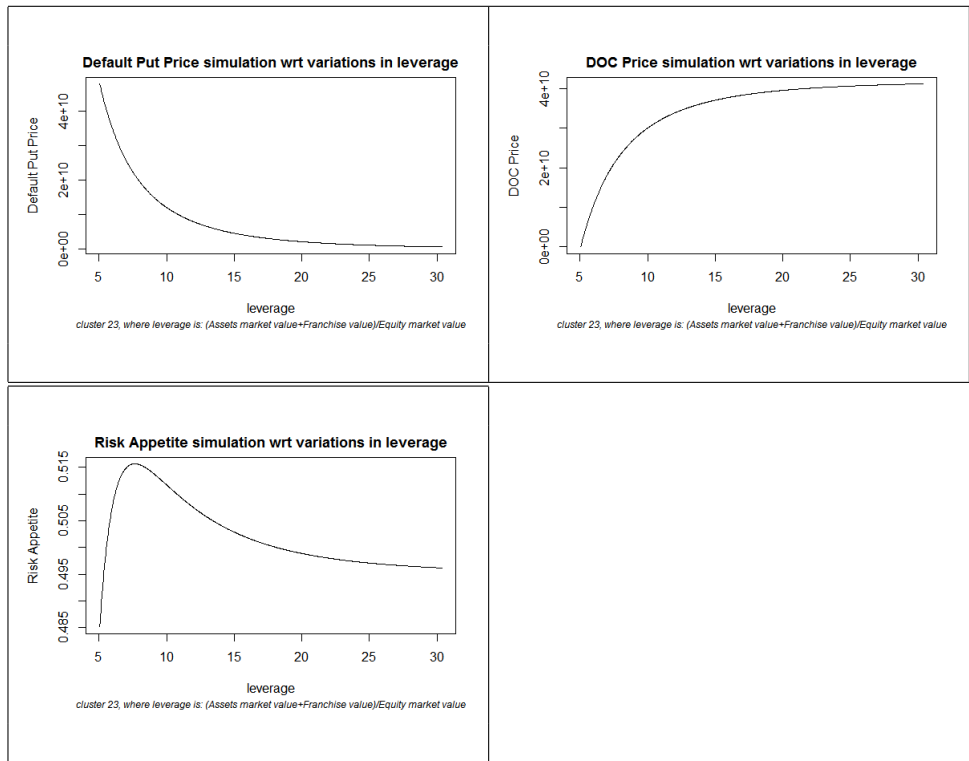 Default Put Price simulation wrt variations in leverage
Default Put Price
4e+10
2e+10
0e+00
5 10 15 20 25 30
leverage
cluster 23, where leverage is: (Assets market value+Franchise value)/Equity market value
DOC Price simulation wrt variations in leverage
DOC Price
4e+10
2e+10
0e+00
5 10 15 20 25 30
leverage
cluster 23, where leverage is: (Assets market value+Franchise value)/Equity market value
Risk Appetite simulation wrt variations in leverage
Risk Appetite
0.515
0.505
0.495
0.485
5 10 15 20 25 30
leverage
cluster 23, where leverage is: (Assets market value+Franchise value)/Equity market value